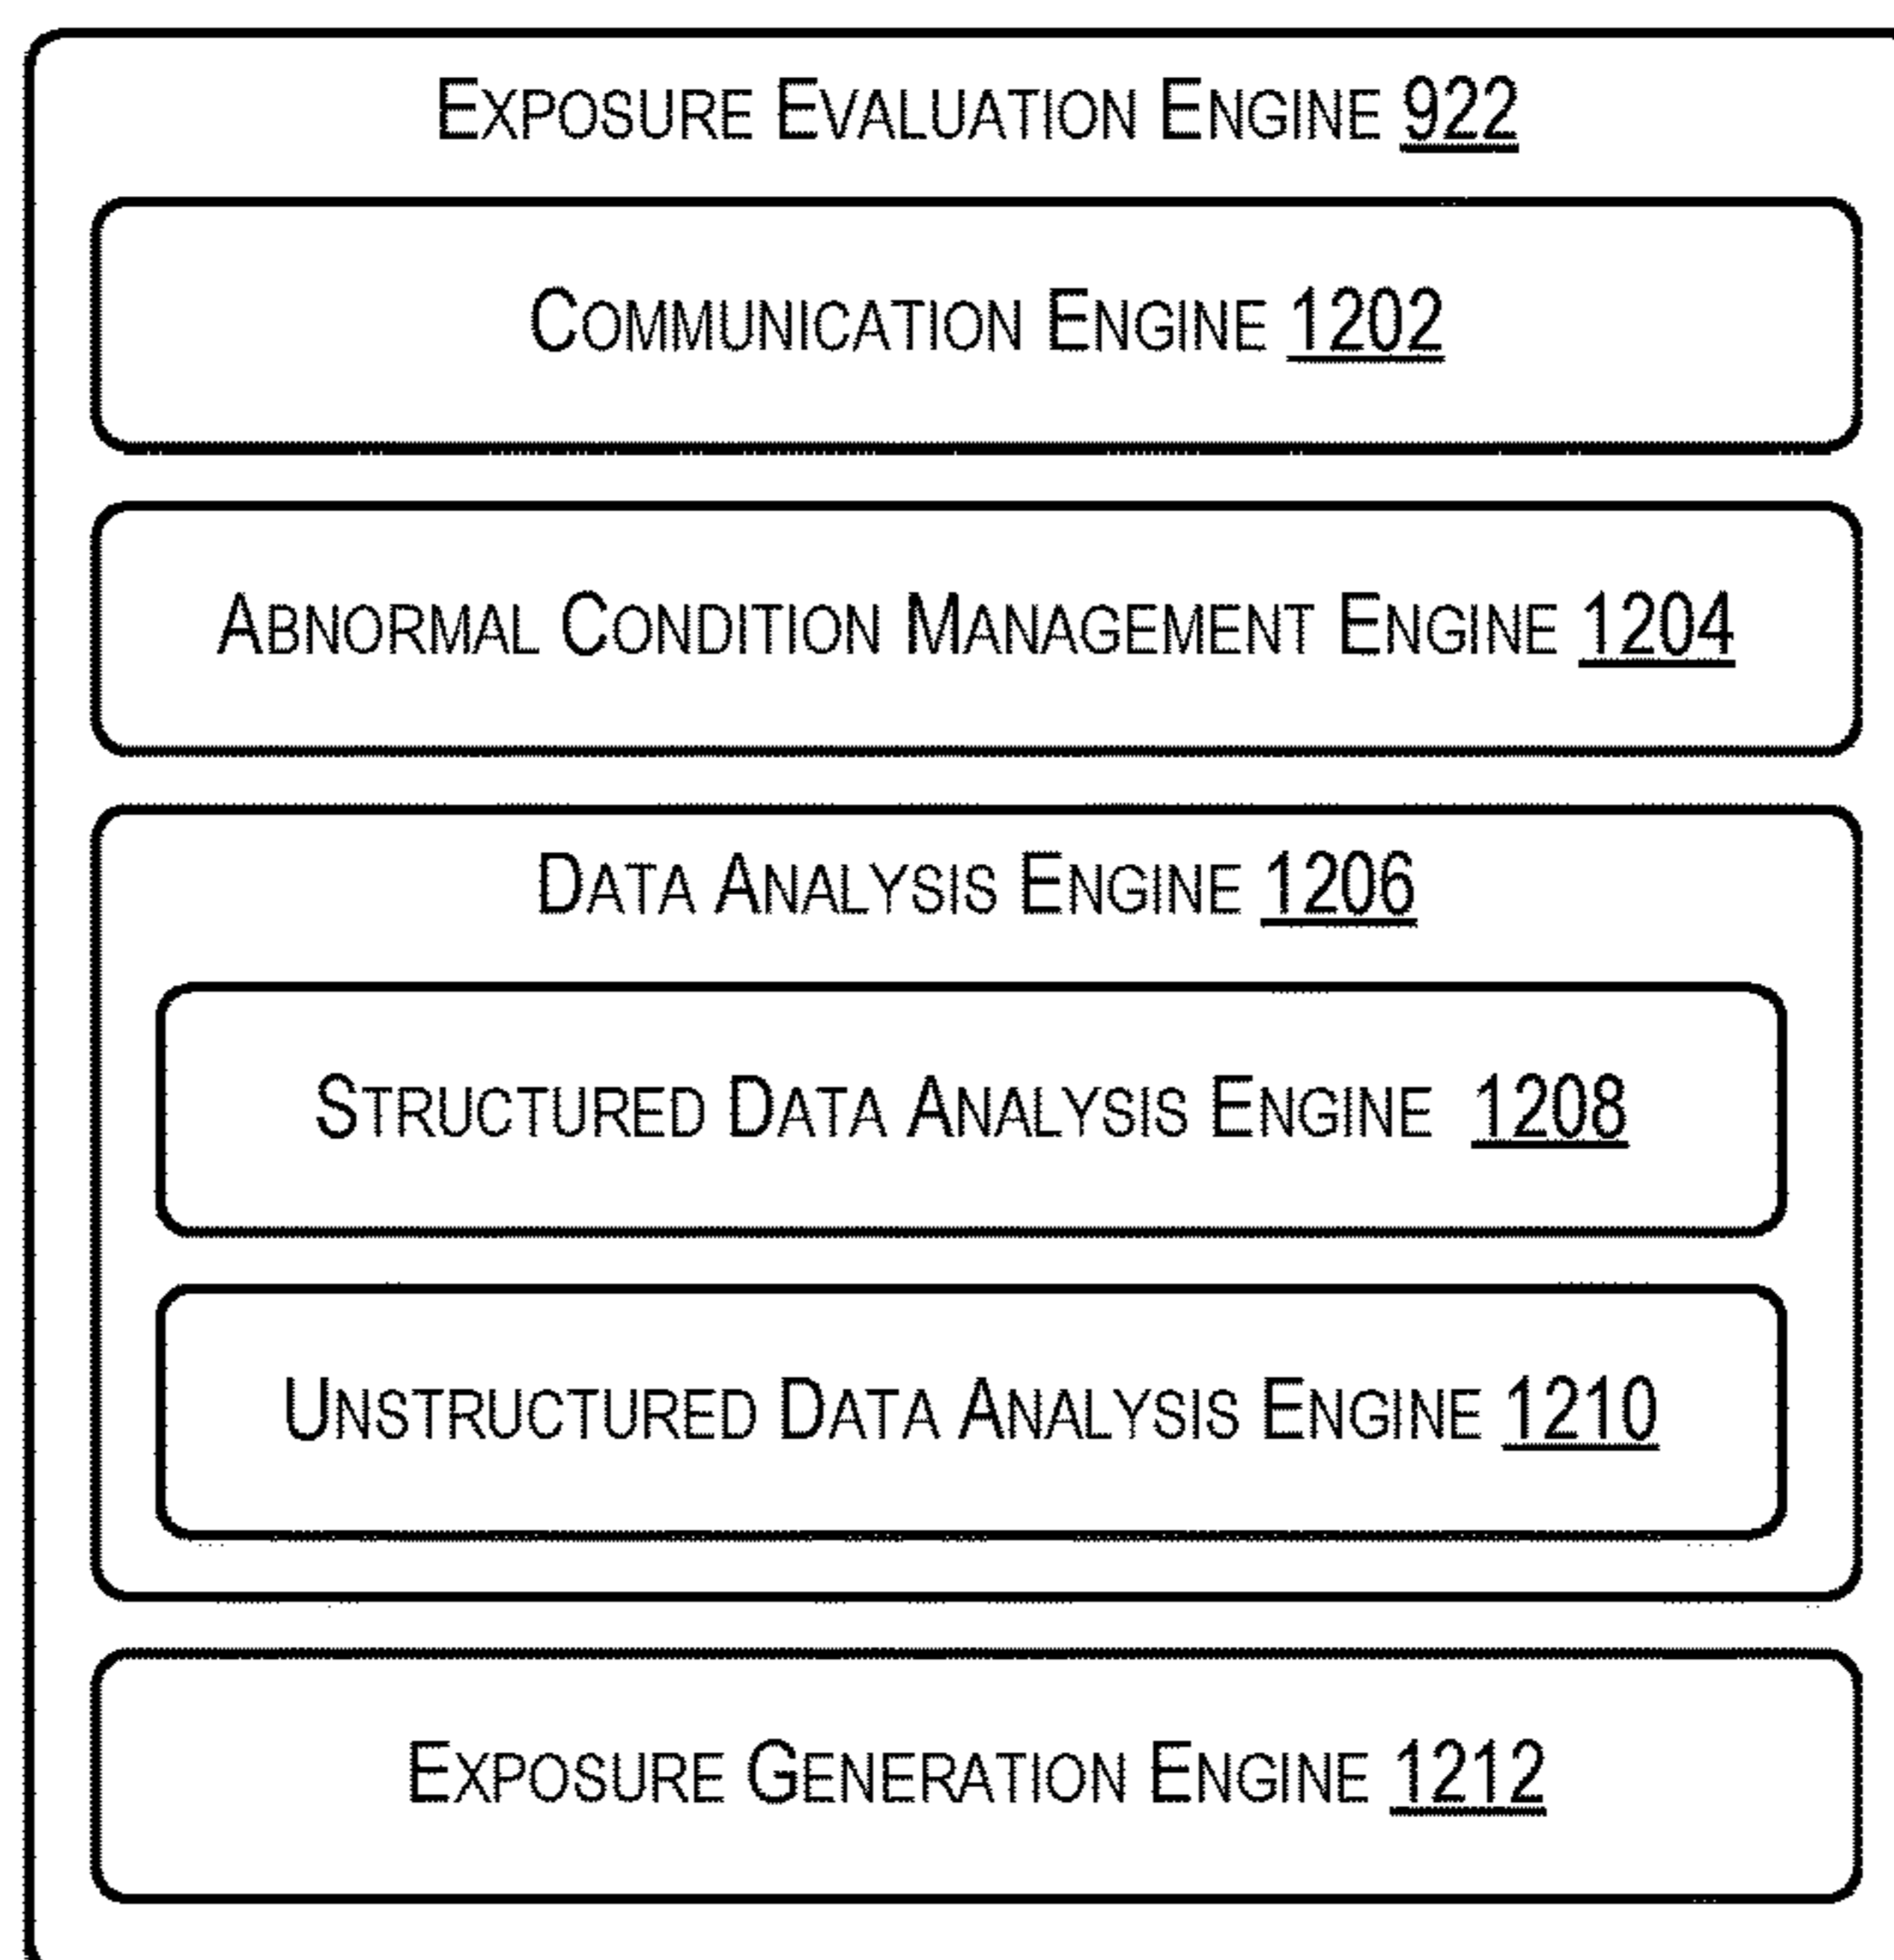 EXPOSURE EVALUATION ENGINE 922
COMMUNICATION ENGINE 1202
ABNORMAL CONDITION MANAGEMENT ENGINE 1204
DATA ANALYSIS ENGINE 1206
STRUCTURED DATA ANALYSIS ENGINE 1208
UNSTRUCTURED DATA ANALYSIS ENGINE 1210
EXPOSURE GENERATION ENGINE 1212